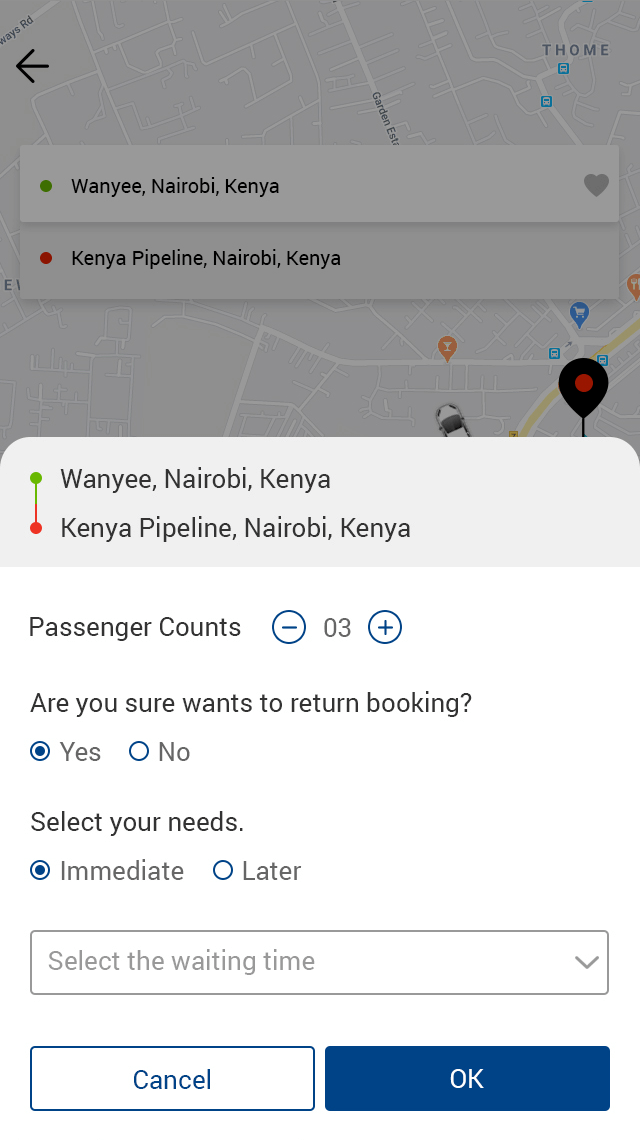 ways Rd
THOME
Garden Esta
Wanyee, Nairobi, Kenya
Kenya Pipeline, Nairobi, Kenya
Wanyee, Nairobi, Kenya
Kenya Pipeline, Nairobi, Kenya
Passenger Counts 03
Are you sure wants to return booking?
Yes No
Select your needs.
Immediate Later
Select the waiting time
Cancel OK